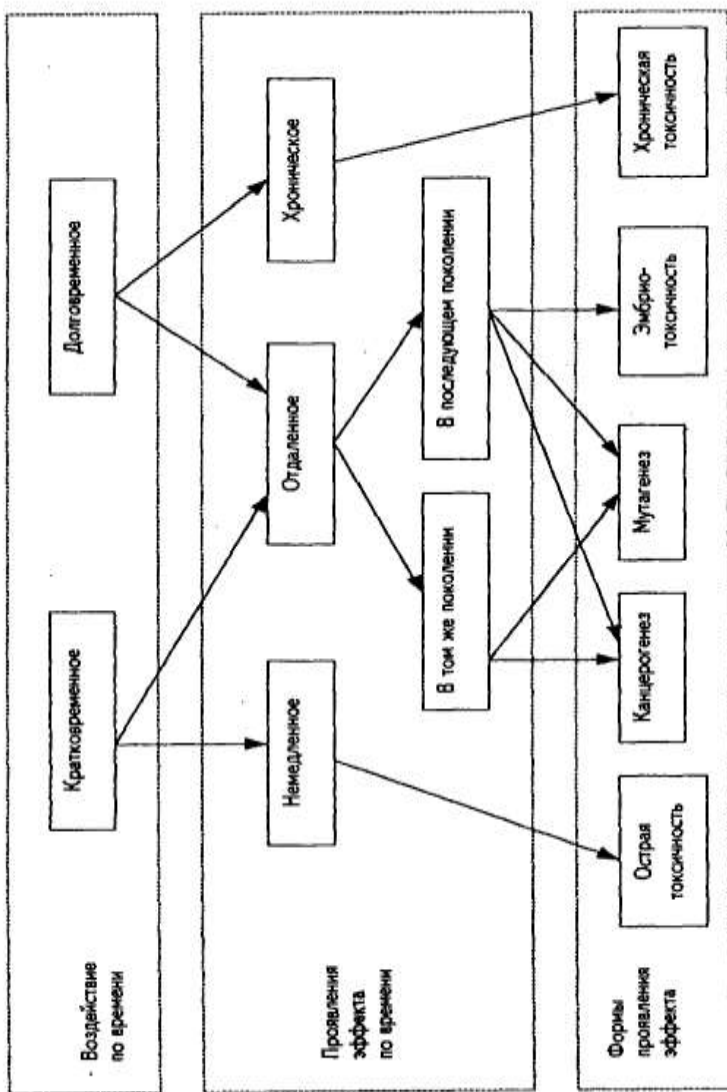 Воздействие
по времени
Кратковременное
Долговременное
Проявления
эффекта
по времени
Немедленное
Отдаленное
Хроническое
В том же поколении
В последующем поколении
Формы
проявления
эффекта
Острая
токсичность
Канцерогенез
Мутагенез
Эмбрио-
токсичность
Хроническая
токсичность